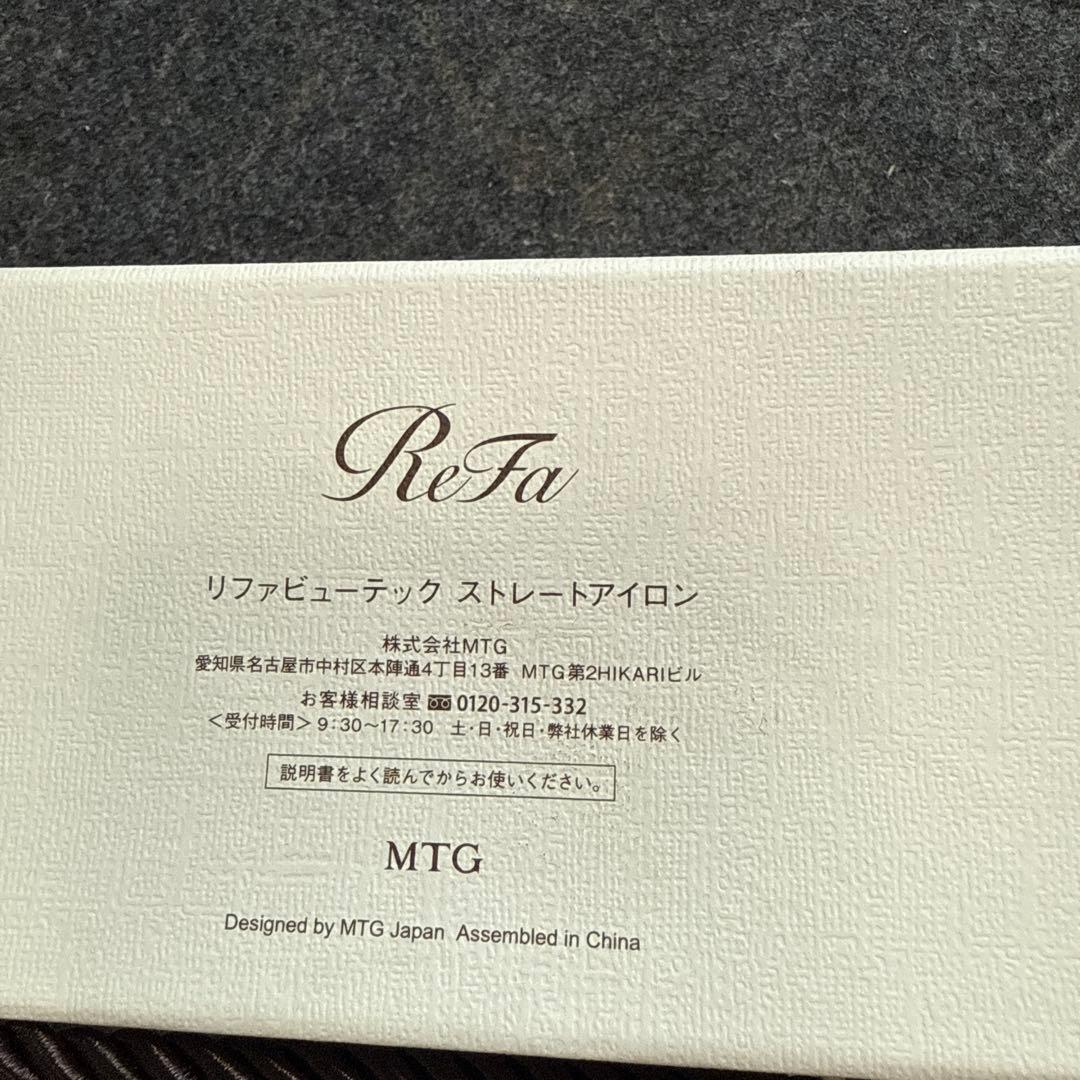 ReFa
リファビューテック ストレートアイロン
株式会社MTG
愛知県名古屋市中村区本陣通4丁目13番 MTG第2HIKARIビル
お客様相談室 0120-315-332
＜受付時間＞9:30〜17:30 土・日・祝日・弊社休業日を除く
説明書をよく読んでからお使いください。
MTG
Designed by MTG Japan Assembled in China